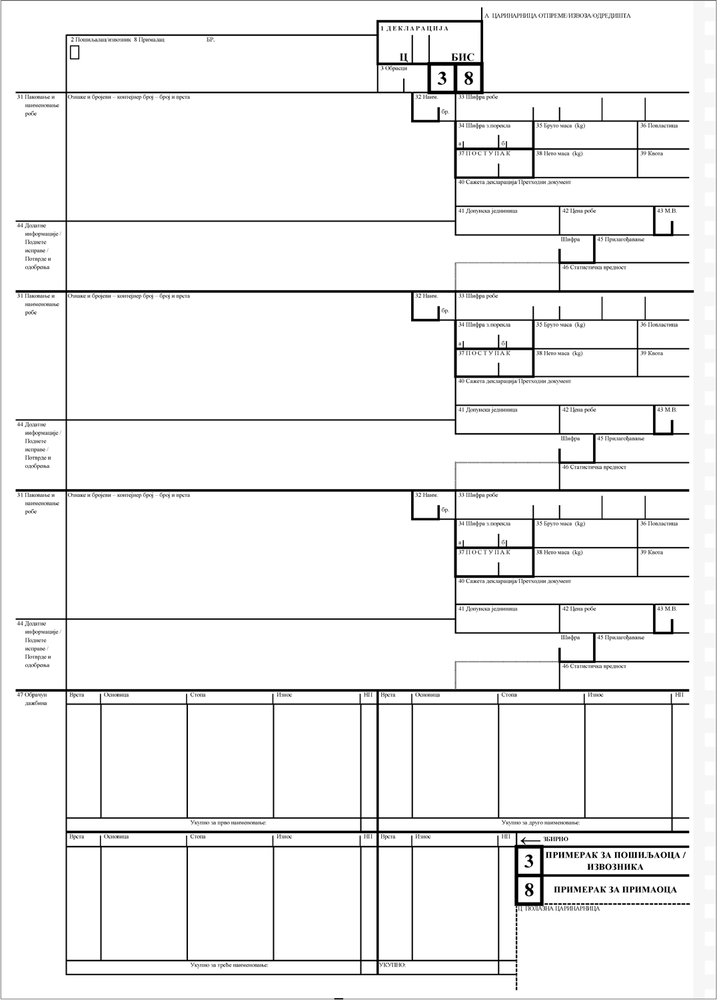 А ЦАРИНАРНИЦА ОТПРЕМЕ/ИЗВОЗА/ОДРЕДИШТА
1 ДЕКЛАРАЦИЈА
2 Пошиљалац/извозник 8 Прималац БР.
Ц БИС
3 Обрасци
3 8
31 Паковање и наименовање робе
Ознаке и бројеви – контејнер број – број и врста
32 Наим. бр.
33 Шифра робе
34 Шифра з.порекла
а б
35 Бруто маса (kg)
36 Повластица
37 ПОСТУПАК
38 Нето маса (kg)
39 Квота
40 Сажета декларација/Претходни документ
41 Допунска јединица
42 Цена робе
43 М.В.
44 Додатне
информације /
Поднете
исправе /
Потврде и
одобрења
Шифра
45 Прилагођавање
46 Статистичка вредност
31 Паковање и
наименовање
робе
Ознаке и бројеви – контејнер број – број и врста
32 Наим. бр.
33 Шифра робе
34 Шифра з.порекла
а б
35 Бруто маса (kg)
36 Повластица
37 ПОСТУПАК
38 Нето маса (kg)
39 Квота
40 Сажета декларација/Претходни документ
41 Допунска јединица
42 Цена робе
43 М.В.
44 Додатне
информације /
Поднете
исправе /
Потврде и
одобрења
Шифра
45 Прилагођавање
46 Статистичка вредност
31 Паковање и
наименовање
робе
Ознаке и бројеви – контејнер број – број и врста
32 Наим. бр.
33 Шифра робе
34 Шифра з.порекла
а б
35 Бруто маса (kg)
36 Повластица
37 ПОСТУПАК
38 Нето маса (kg)
39 Квота
40 Сажета декларација/Претходни документ
41 Допунска јединица
42 Цена робе
43 М.В.
44 Додатне
информације /
Поднете
исправе /
Потврде и
одобрења
Шифра
45 Прилагођавање
46 Статистичка вредност
47 Обрачун
дажбина
Врста Основица Стопа Износ НП Врста Основица Стопа Износ НП
Укупно за прво наименовање: Укупно за друго наименовање:
Врста Основица Стопа Износ НП Врста Износ НП
ЗБИРНО
3 ПРИМЕРАК ЗА ПОШИЉАОЦА /
ИЗВОЗНИКА
8 ПРИМЕРАК ЗА ПРИМАОЦА
Ц ПОЛАЗНА ЦАРИНАРНИЦА
Укупно за треће наименовање: УКУПНО: